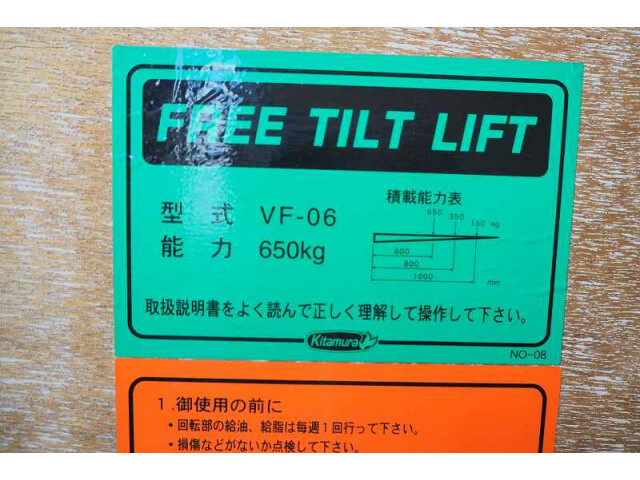 FREE TILT LIFT
型式 VF-06
能力 650kg
積載能力表
650 350 150 kg
600
800
1000 mm
取扱説明書をよく読んで正しく理解して操作して下さい。
Kitamura
NO-08
1.御使用の前に
・回転部の給油、給脂は毎週1回行って下さい。
・損傷などがないか点検して下さい。